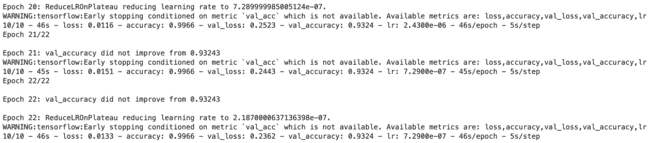 Epoch 20: ReduceLROnPlateau reducing learning rate to 7.289999985005124e-07.
WARNING:tensorflow:Early stopping conditioned on metric `val_acc` which is not available. Available metrics are: loss,accuracy,val_loss,val_accuracy,lr
10/10 - 46s - loss: 0.0116 - accuracy: 0.9966 - val_loss: 0.2523 - val_accuracy: 0.9324 - lr: 2.4300e-06 - 46s/epoch - 5s/step
Epoch 21/22
Epoch 21: val_accuracy did not improve from 0.93243
WARNING:tensorflow:Early stopping conditioned on metric `val_acc` which is not available. Available metrics are: loss,accuracy,val_loss,val_accuracy,lr
10/10 - 45s - loss: 0.0151 - accuracy: 0.9966 - val_loss: 0.2443 - val_accuracy: 0.9324 - lr: 7.2900e-07 - 45s/epoch - 5s/step
Epoch 22/22
Epoch 22: val_accuracy did not improve from 0.93243
Epoch 22: ReduceLROnPlateau reducing learning rate to 2.1870000637136398e-07.
WARNING:tensorflow:Early stopping conditioned on metric `val_acc` which is not available. Available metrics are: loss,accuracy,val_loss,val_accuracy,lr
10/10 - 46s - loss: 0.0133 - accuracy: 0.9966 - val_loss: 0.2362 - val_accuracy: 0.9324 - lr: 7.2900e-07 - 46s/epoch - 5s/step